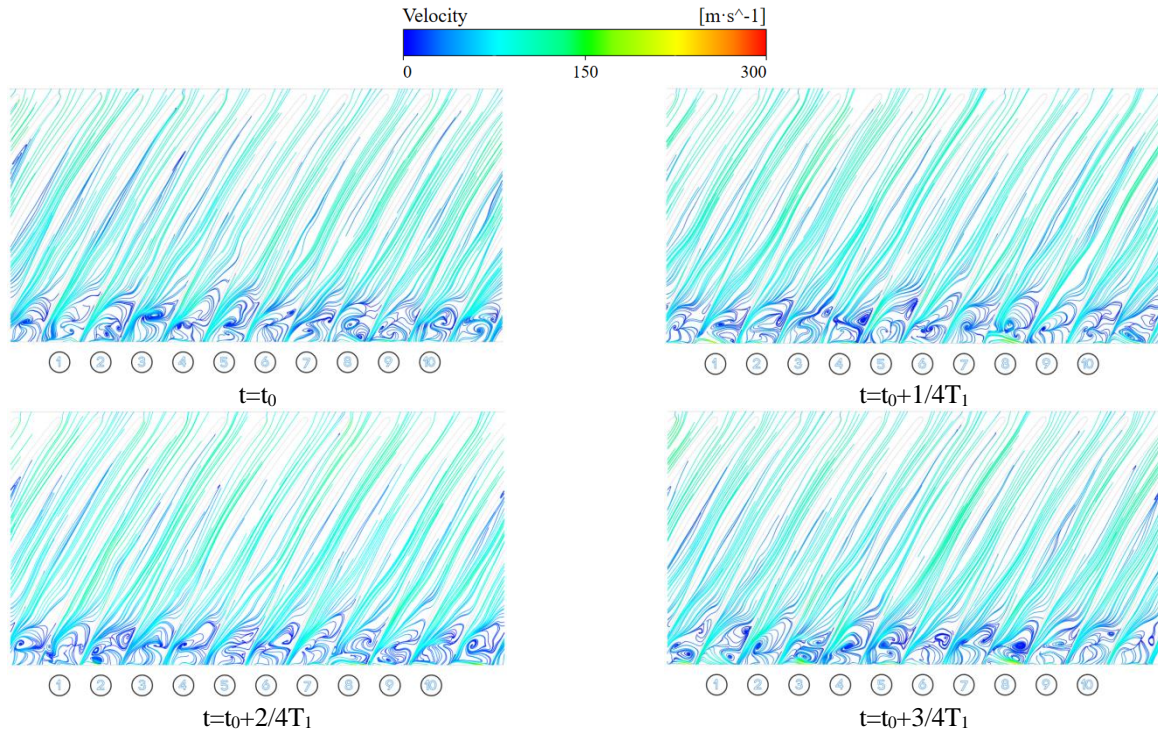 Velocity [m·s^-1]
0 150 300
① ② ③ ④ ⑤ ⑥ ⑦ ⑧ ⑨ ⑩
t=t₀
① ② ③ ④ ⑤ ⑥ ⑦ ⑧ ⑨ ⑩
t=t₀+1/4T₁
① ② ③ ④ ⑤ ⑥ ⑦ ⑧ ⑨ ⑩
t=t₀+2/4T₁
① ② ③ ④ ⑤ ⑥ ⑦ ⑧ ⑨ ⑩
t=t₀+3/4T₁